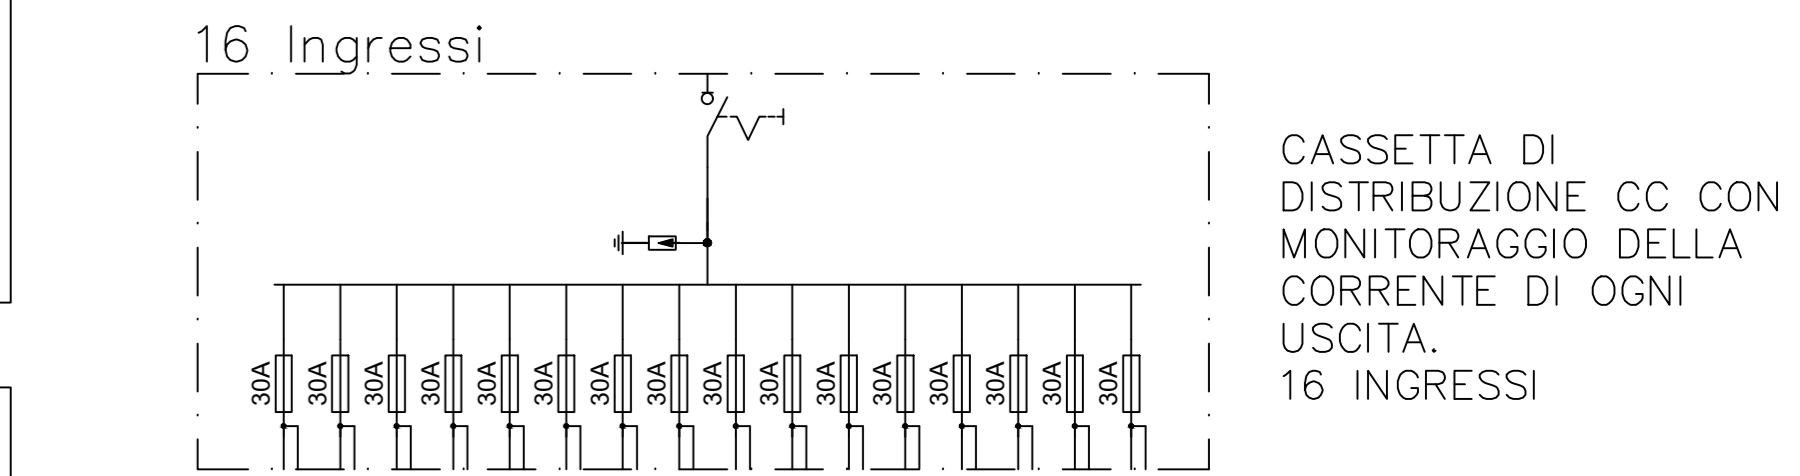 16 Ingressi
CASSETTA DI
DISTRIBUZIONE CC CON
MONITORAGGIO DELLA
CORRENTE DI OGNI
USCITA.
16 INGRESSI
30A 30A 30A 30A 30A 30A 30A 30A 30A 30A 30A 30A 30A 30A 30A 30A